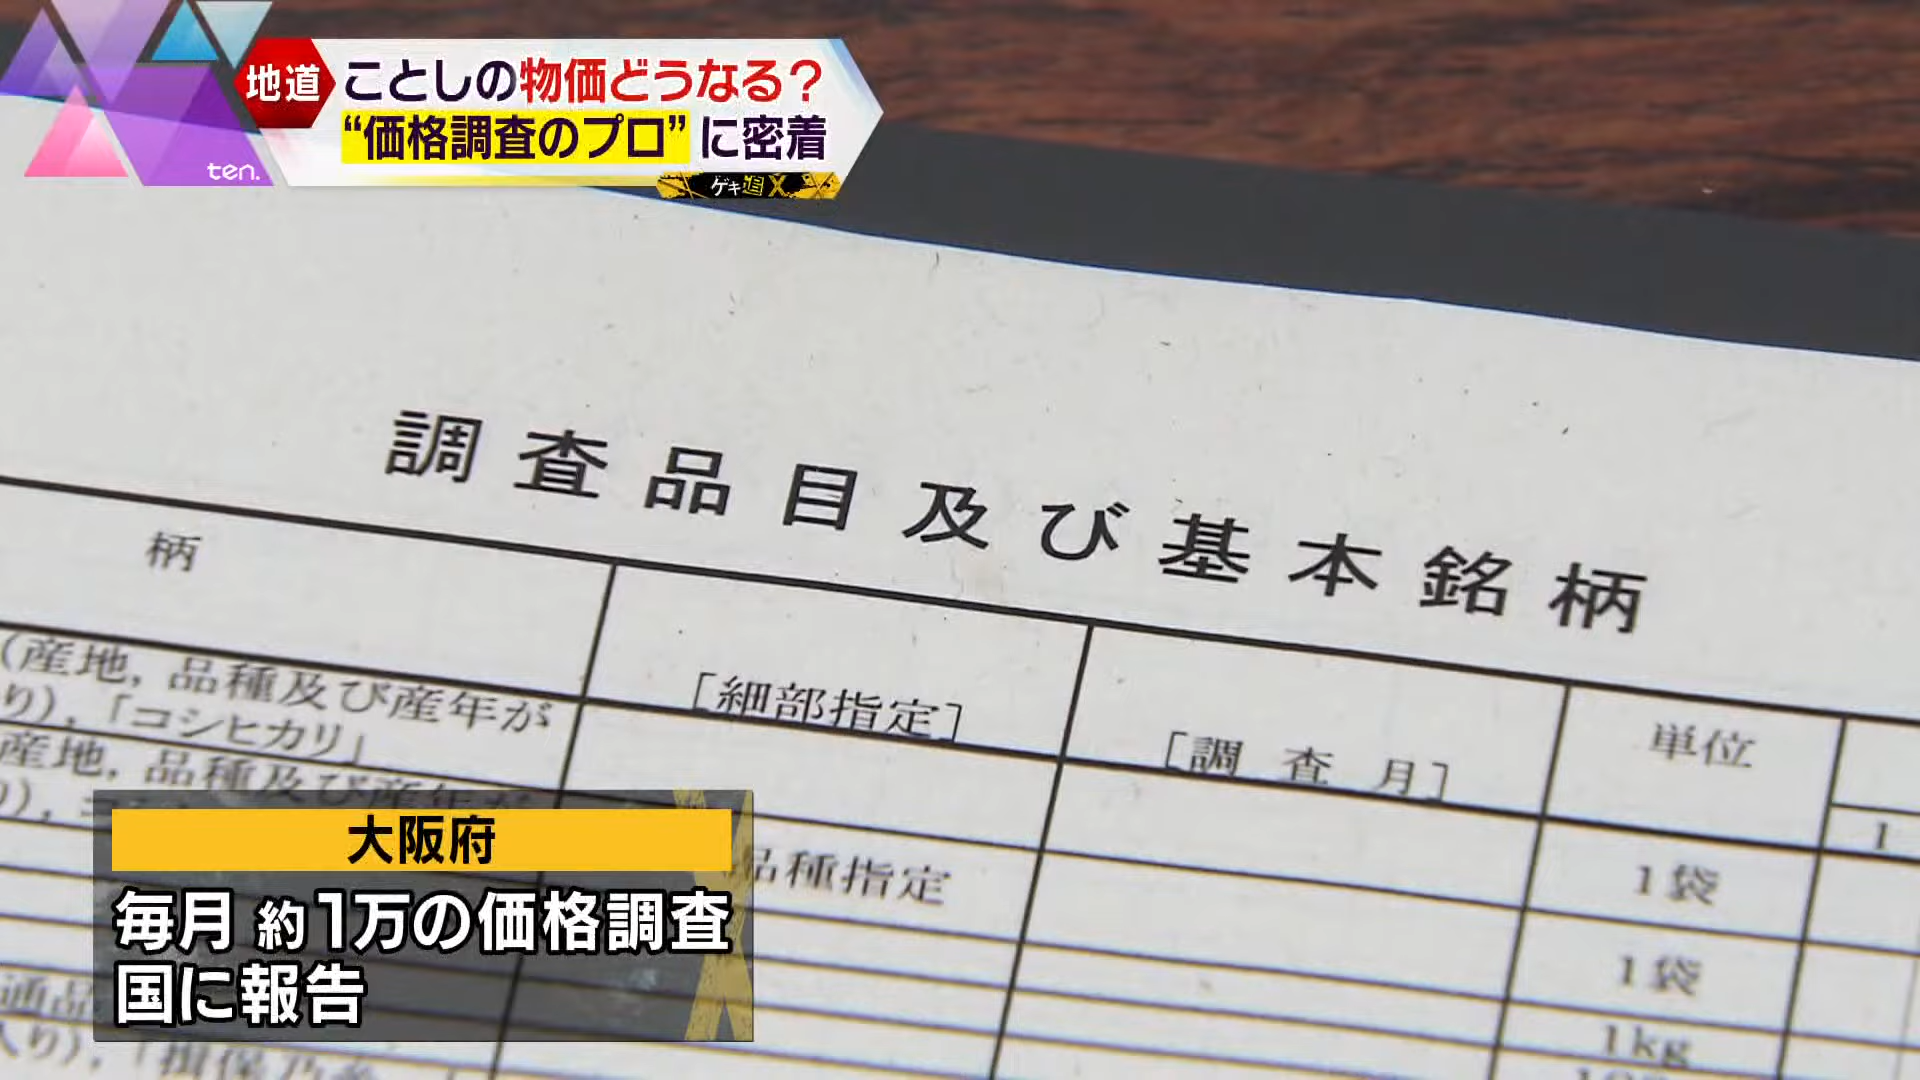 地道
ことしの物価どうなる？
“価格調査のプロ”に密着
ten.
ゲキ追X
調査品目及び基本銘柄
柄
[細部指定]
[調査月]
単位
1
(産地, 品種及び産年が
り), 「コシヒカリ」
産地, 品種及び産年が
品種指定
1袋
1袋
1kg
大阪府
毎月 約1万の価格調査
国に報告